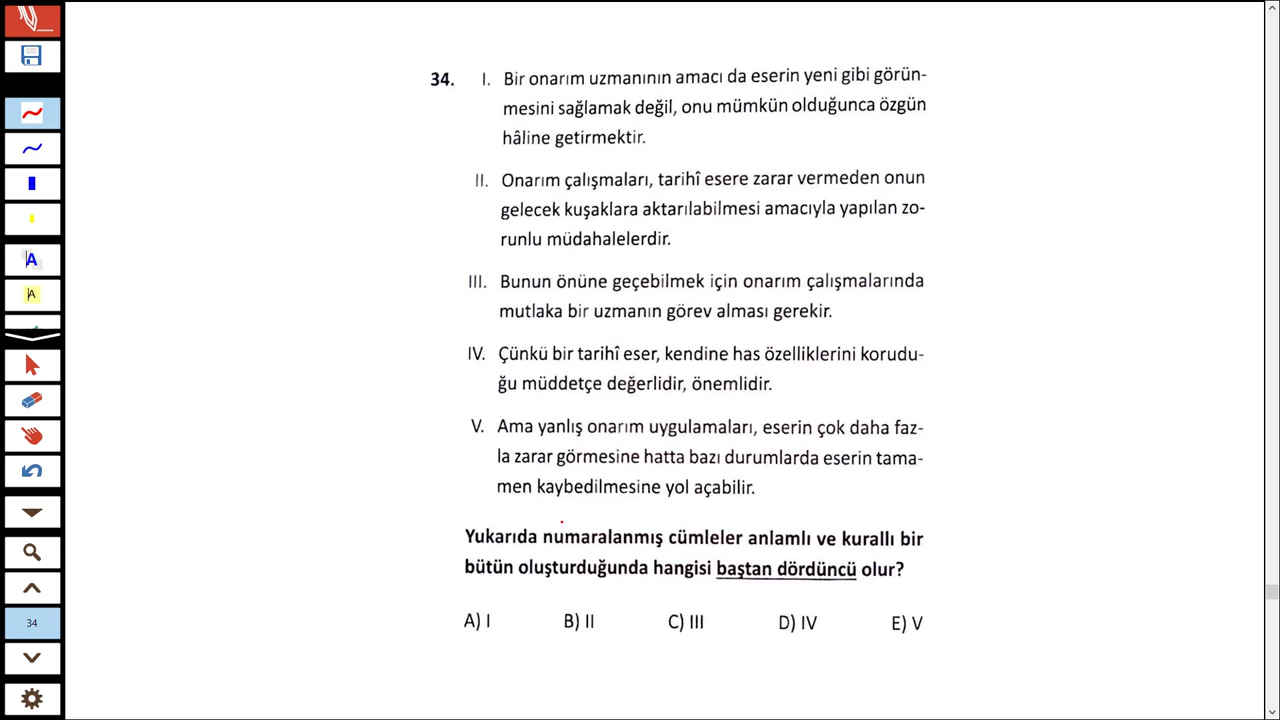 34. I. Bir onarım uzmanının amacı da eserin yeni gibi görün-
mesini sağlamak değil, onu mümkün olduğunca özgün
hâline getirmektir.
II. Onarım çalışmaları, tarihî esere zarar vermeden onun
gelecek kuşaklara aktarılabilmesi amacıyla yapılan zo-
runlu müdahalelerdir.
III. Bunun önüne geçebilmek için onarım çalışmalarında
mutlaka bir uzmanın görev alması gerekir.
IV. Çünkü bir tarihî eser, kendine has özelliklerini korudu-
ğu müddetçe değerlidir, önemlidir.
V. Ama yanlış onarım uygulamaları, eserin çok daha faz-
la zarar görmesine hatta bazı durumlarda eserin tama-
men kaybedilmesine yol açabilir.
Yukarıda numaralanmış cümleler anlamlı ve kurallı bir
bütün oluşturduğunda hangisi baştan dördüncü olur?
A) I B) II C) III D) IV E) V
A
A
34